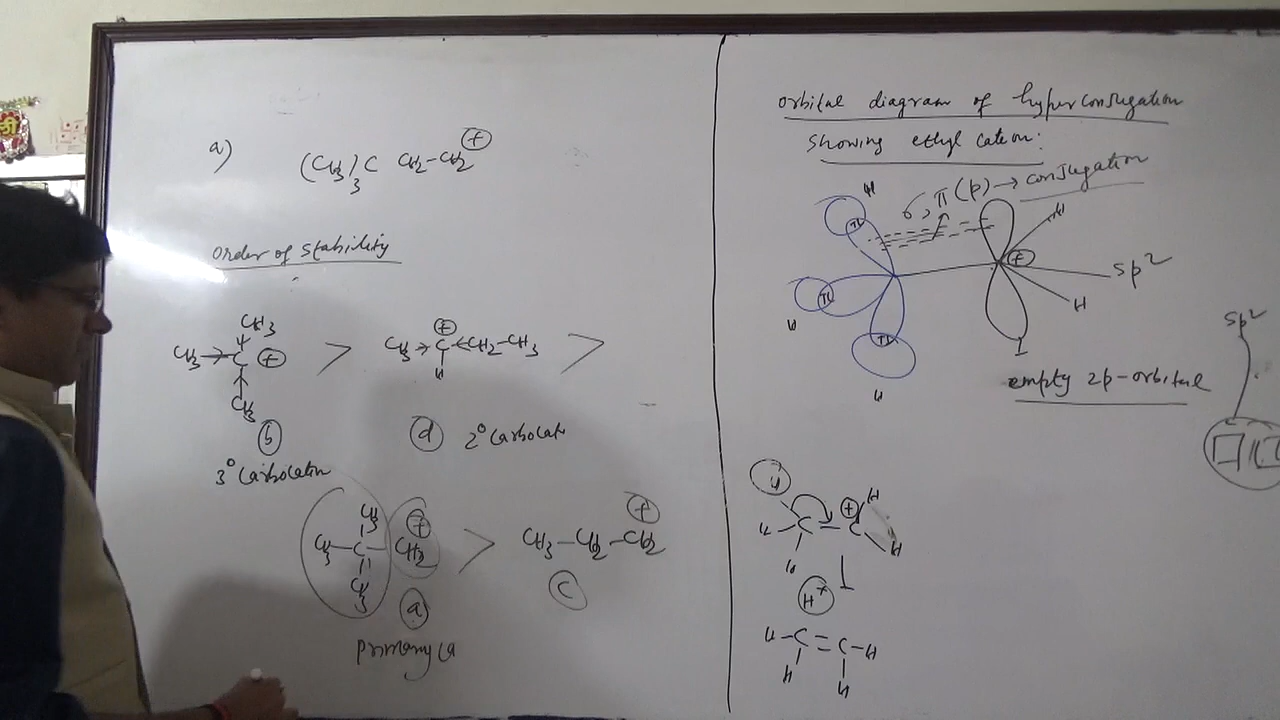 a) (CH3)3C CH2-CH2 ⊕
Order of stability
CH3
CH3 → C ⊕ > CH3 → C ← CH2-CH3 >
⊕
H
CH3
b
d 2° Carbocat
3° Carbocation
CH3
⊕
CH3-C-CH2 > CH3-CH2-CH2
⊕
CH3
a
c
Primary Ca
Orbital diagram of hyperconjugation
showing ethyl cation:
σ, π(p) → conjugation
H
H
⊕
sp2
H
H
H
empty 2p-orbital
sp2
H
⊕
H
H-C-C
H
H
H+
H-C=C-H
H
H